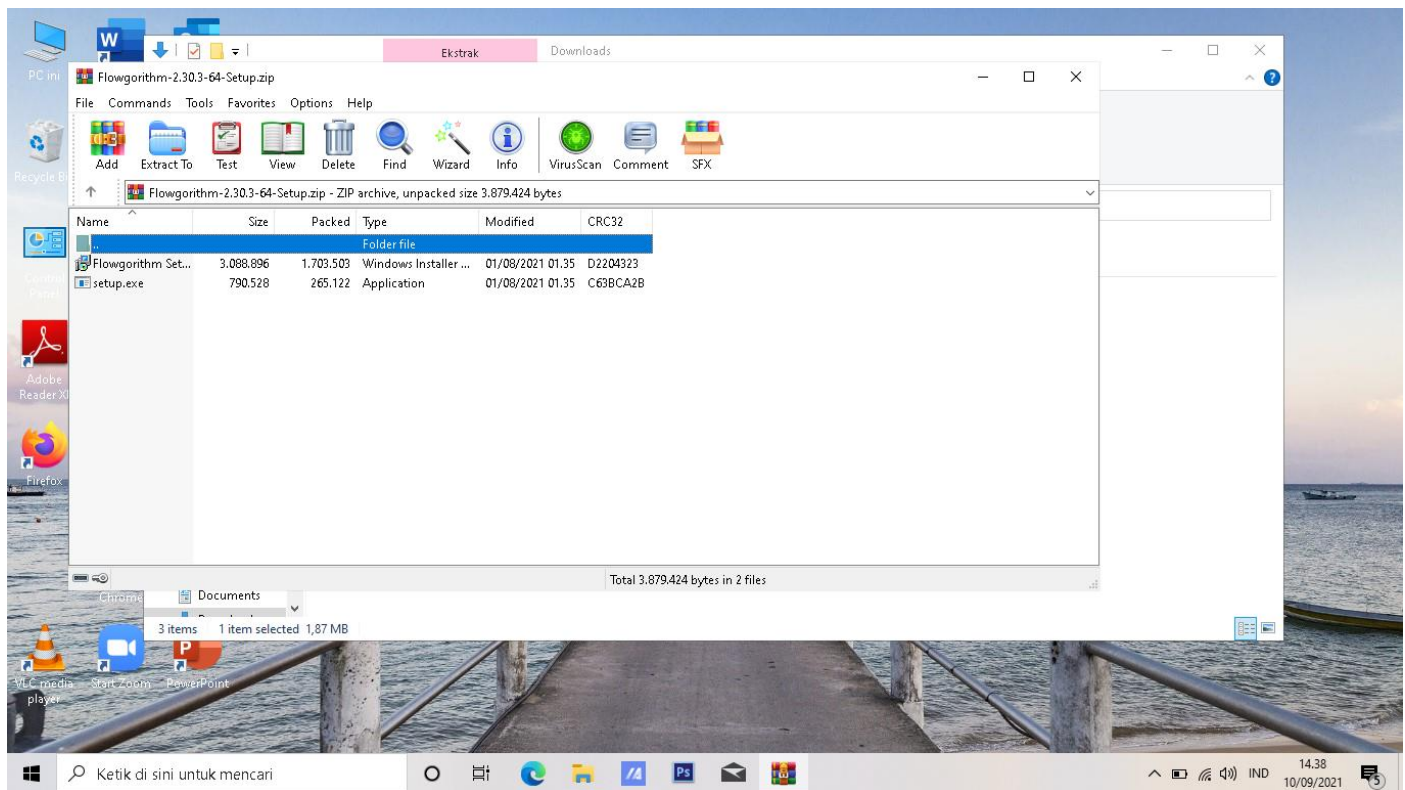 Ekstrak
Downloads
PC ini
Flowgorithm-2.30.3-64-Setup.zip
File Commands Tools Favorites Options Help
Add Extract To Test View Delete Find Wizard Info VirusScan Comment SFX
Recycle Bi
Flowgorithm-2.30.3-64-Setup.zip - ZIP archive, unpacked size 3.879.424 bytes
Name Size Packed Type Modified CRC32
.. Folder file
Flowgorithm Set... 3.088.896 1.703.503 Windows Installer ... 01/08/2021 01.35 D2204323
setup.exe 790.528 265.122 Application 01/08/2021 01.35 C63BCA2B
Control
Panel
Adobe
Reader XI
Firefox
Total 3.879.424 bytes in 2 files
Chrome
Documents
3 items 1 item selected 1,87 MB
VLC media
player
Start Zoom
PowerPoint
Ketik di sini untuk mencari
Ps
IND
14.38
10/09/2021
5